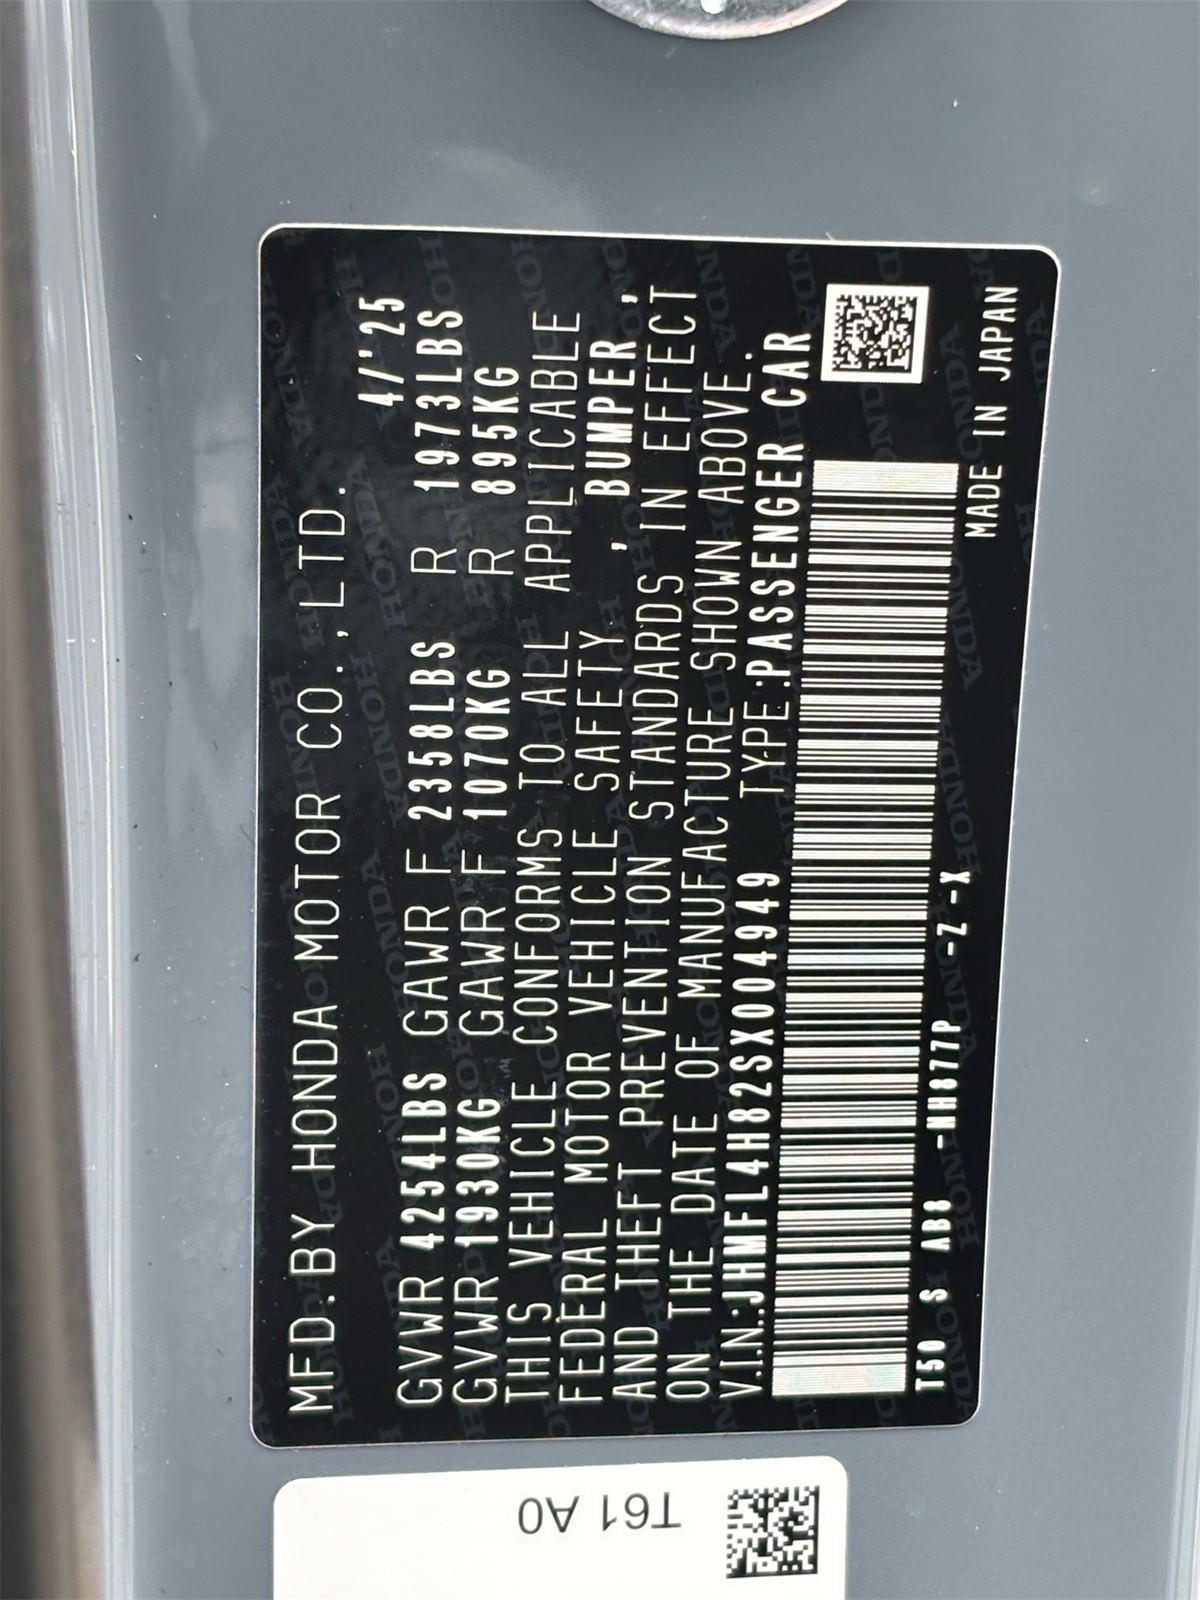 MFD.BY HONDA MOTOR CO.,LTD.
4/'25
GVWR 4254LBS GAWR F 2358LBS R 1973LBS
GVWR 1930KG GAWR F 1070KG R 895KG
THIS VEHICLE CONFORMS TO ALL APPLICABLE
FEDERAL MOTOR VEHICLE SAFETY , BUMPER ,
AND THEFT PREVENTION STANDARDS IN EFFECT
ON THE DATE OF MANUFACTURE SHOWN ABOVE.
V.I.N.:JHMFL4H82SX004949 TYPE:PASSENGER CAR
T50 S AB8 -NH877P -Z-X MADE IN JAPAN
T61 A0